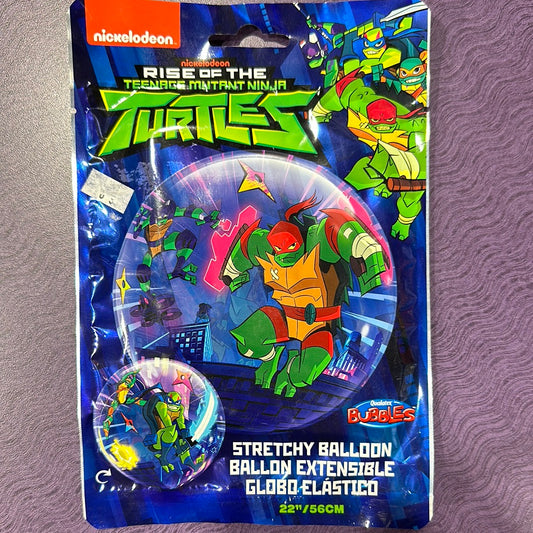 nickelodeon
nickelodeon
RISE OF THE
TEENAGE MUTANT NINJA
TURTLES
Qualatex
BUBBLES
STRETCHY BALLOON
BALLON EXTENSIBLE
GLOBO ELÁSTICO
22"/56CM